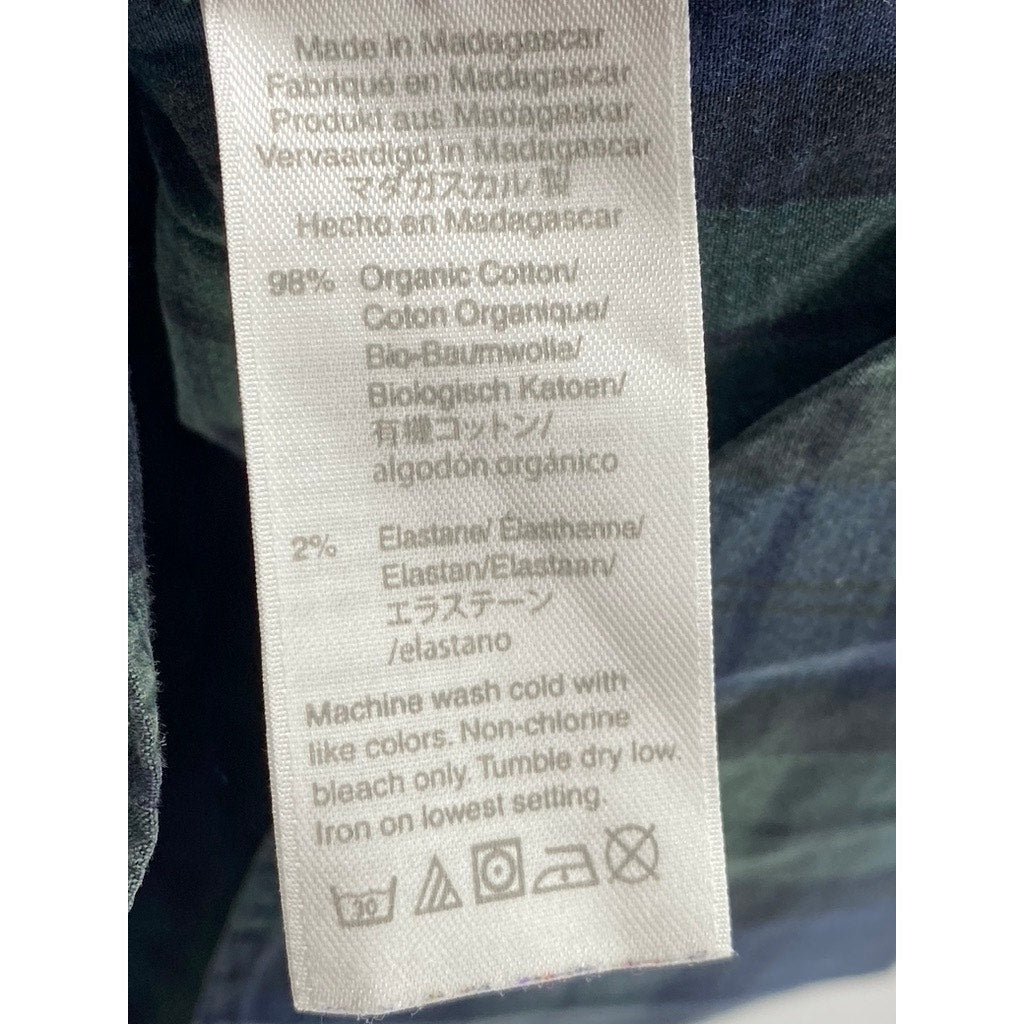 Made in Madagascar
Fabriqué en Madagascar
Produkt aus Madagaskar
Vervaardigd in Madagascar
マダガスカル製
Hecho en Madagascar
98% Organic Cotton/
Coton Organique/
Bio-Baumwolle/
Biologisch Katoen/
有機コットン/
algodón orgánico
2% Elastane/ Élasthanne/
Elastan/Elastaan/
エラステーン
/elastano
Machine wash cold with
like colors. Non-chlorine
bleach only. Tumble dry low.
Iron on lowest setting.
30